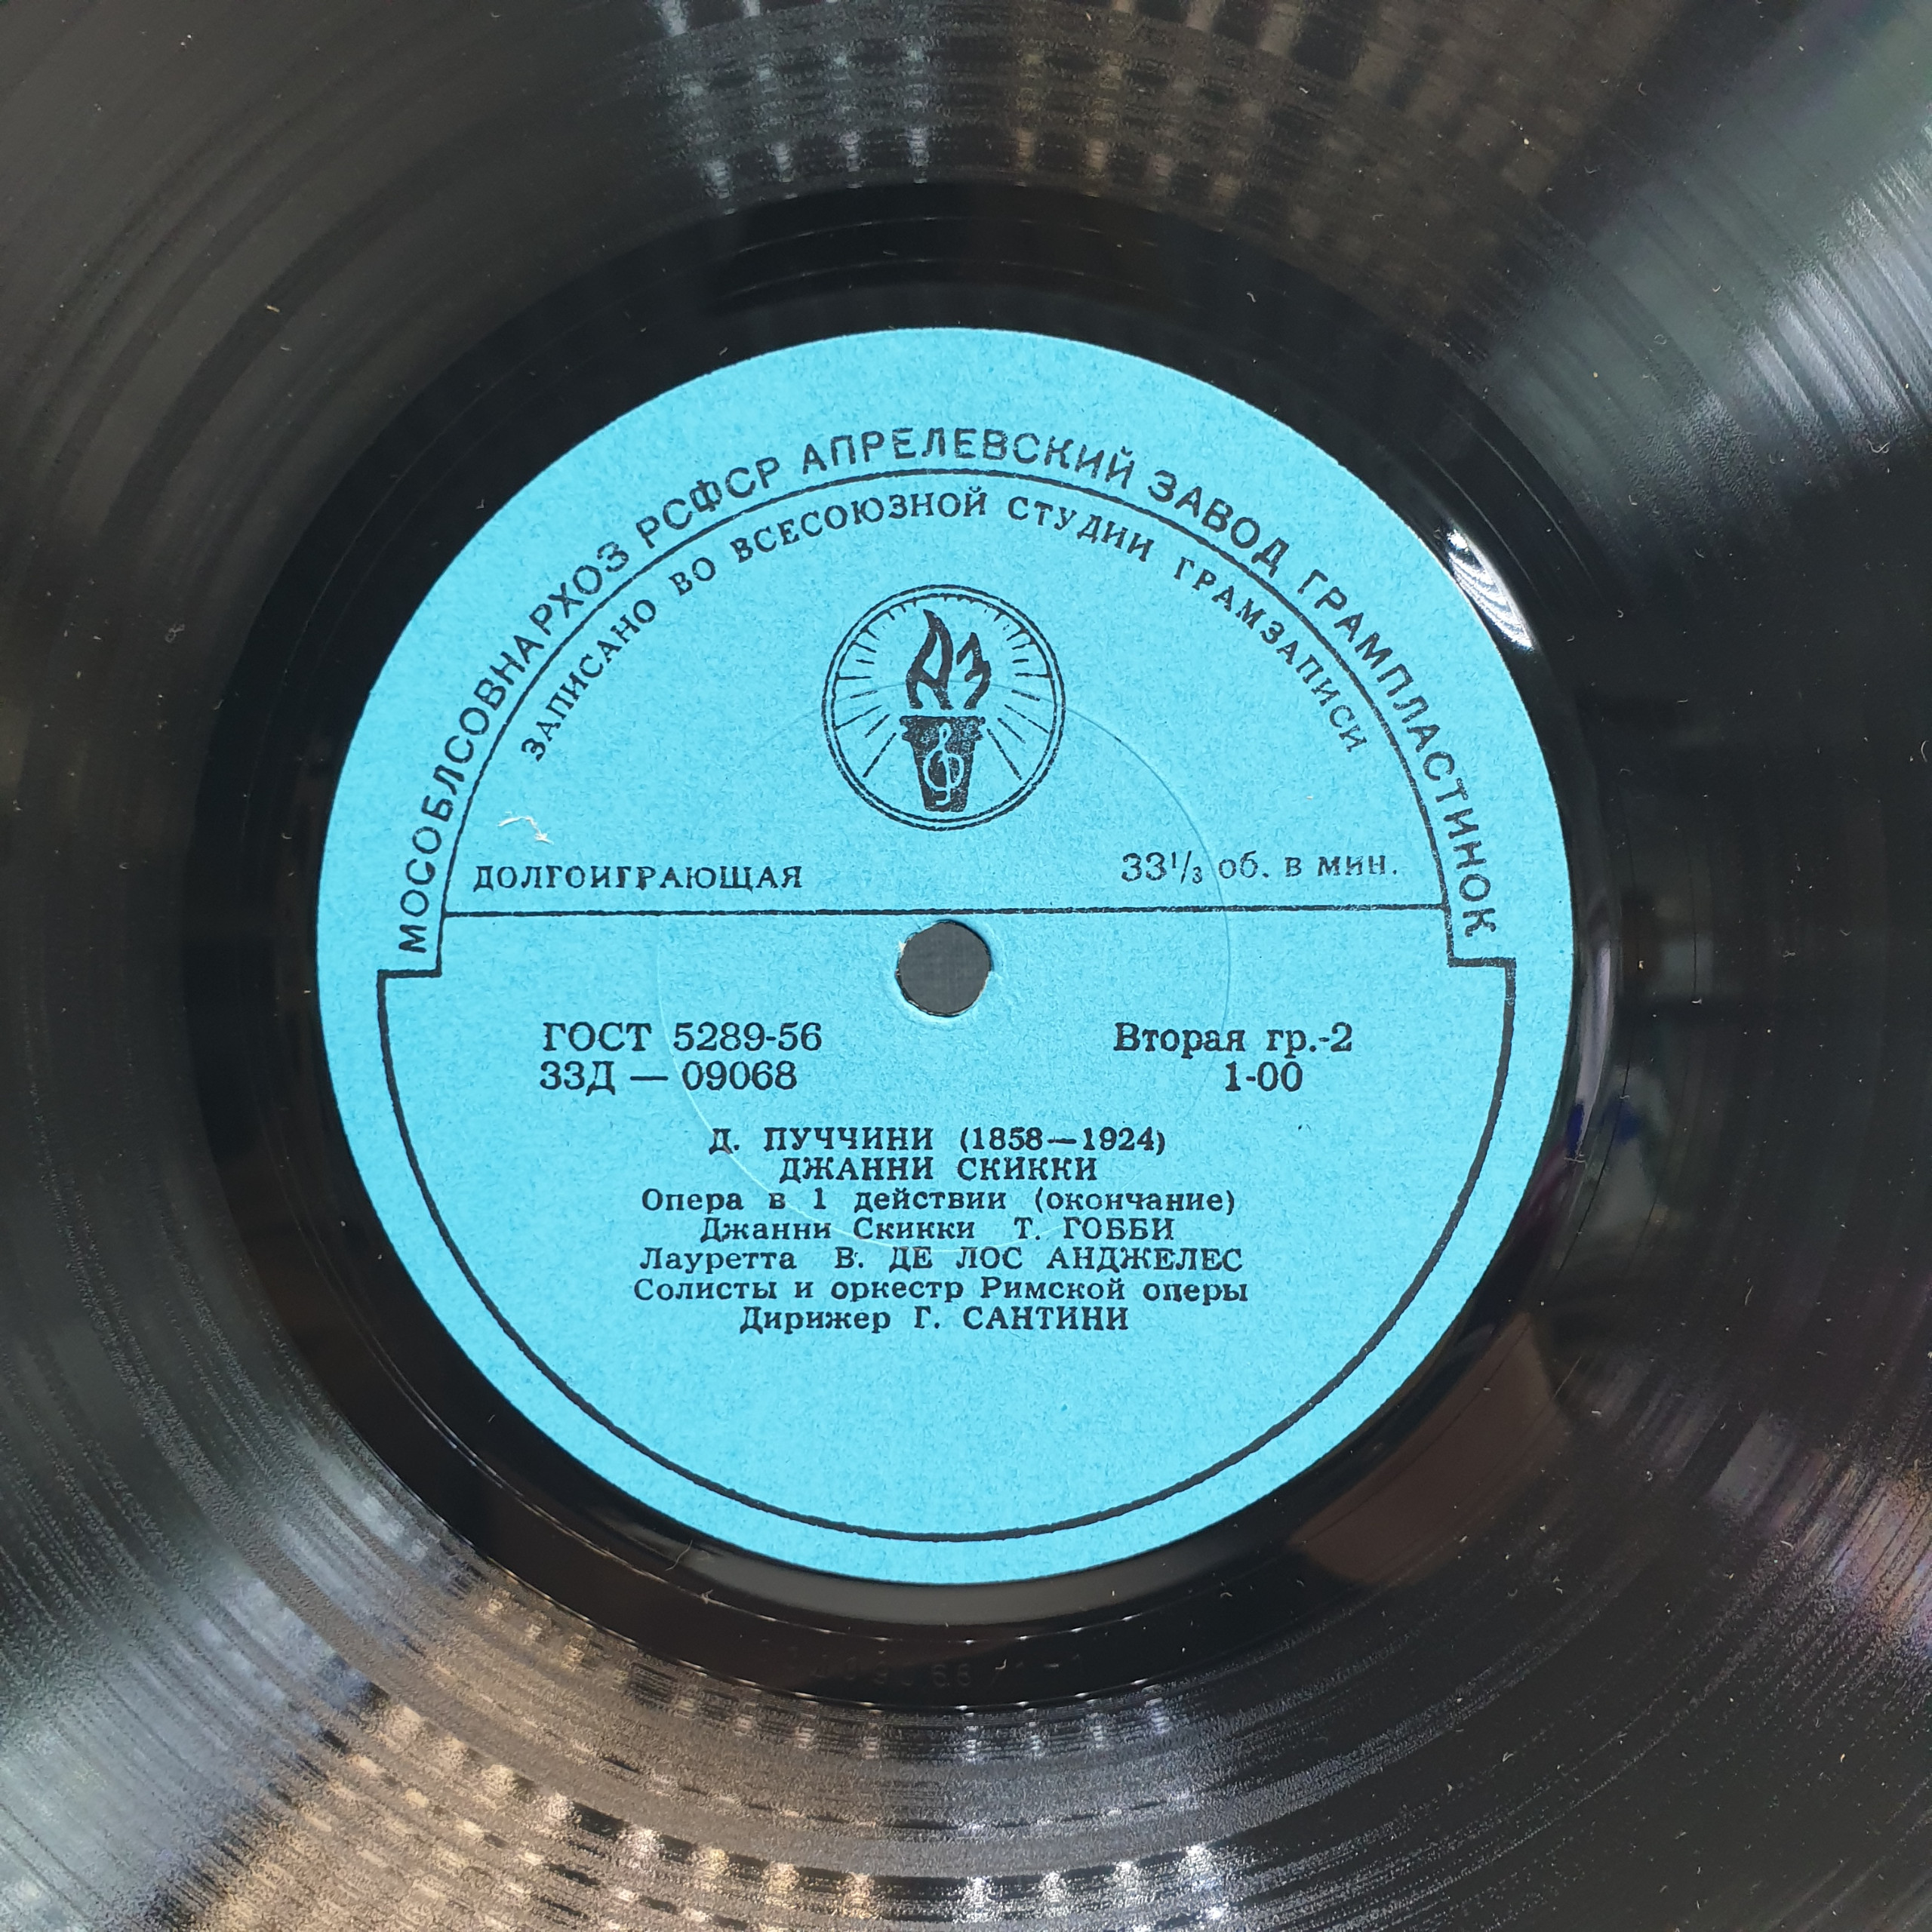 МОСОБЛСОВНАРХОЗ РСФСР АПРЕЛЕВСКИЙ ЗАВОД ГРАМПЛАСТИНОК
ЗАПИСАНО ВО ВСЕСОЮЗНОЙ СТУДИИ ГРАМЗАПИСИ
АЗ
ДОЛГОИГРАЮЩАЯ 33⅓ об. в мин.
ГОСТ 5289-56 Вторая гр.-2
33Д — 09068 1-00
Д. ПУЧЧИНИ (1858—1924)
ДЖАННИ СКИККИ
Опера в 1 действии (окончание)
Джанни Скикки Т. ГОББИ
Лауретта В. ДЕ ЛОС АНДЖЕЛЕС
Солисты и оркестр Римской оперы
Дирижер Г. САНТИНИ